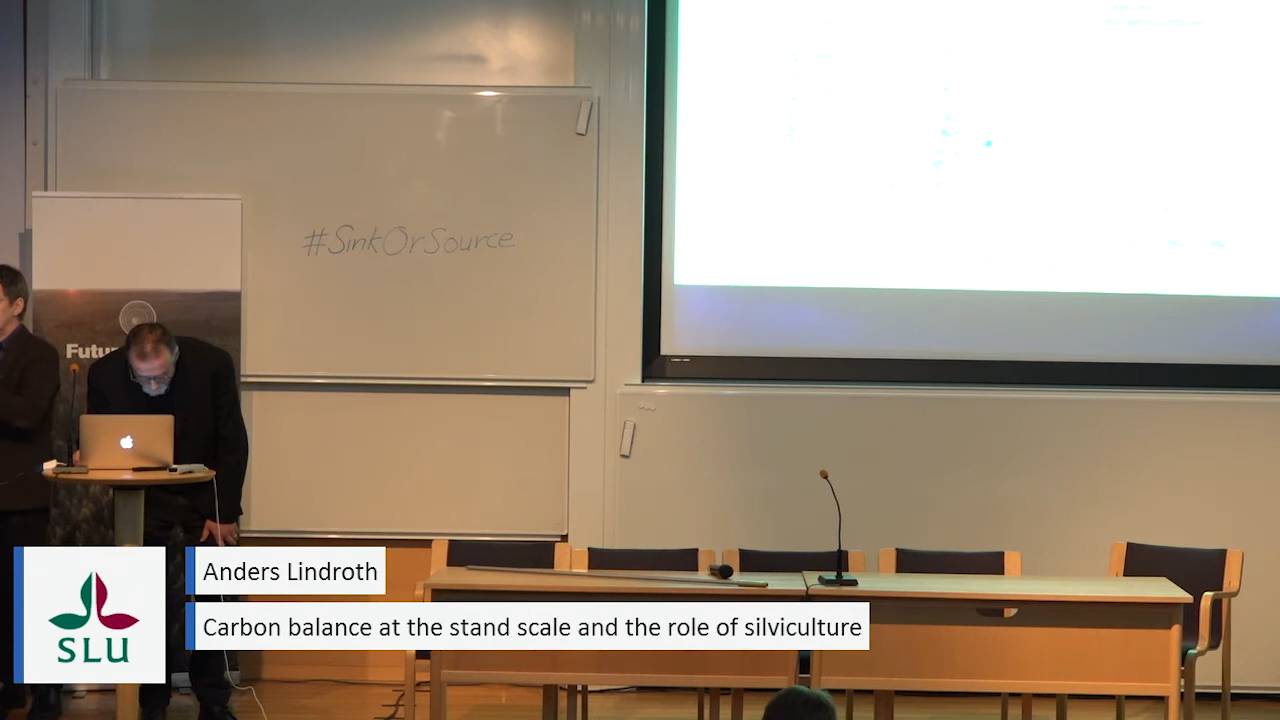 #SinkOrSource
Futu
Anders Lindroth
Carbon balance at the stand scale and the role of silviculture
SLU